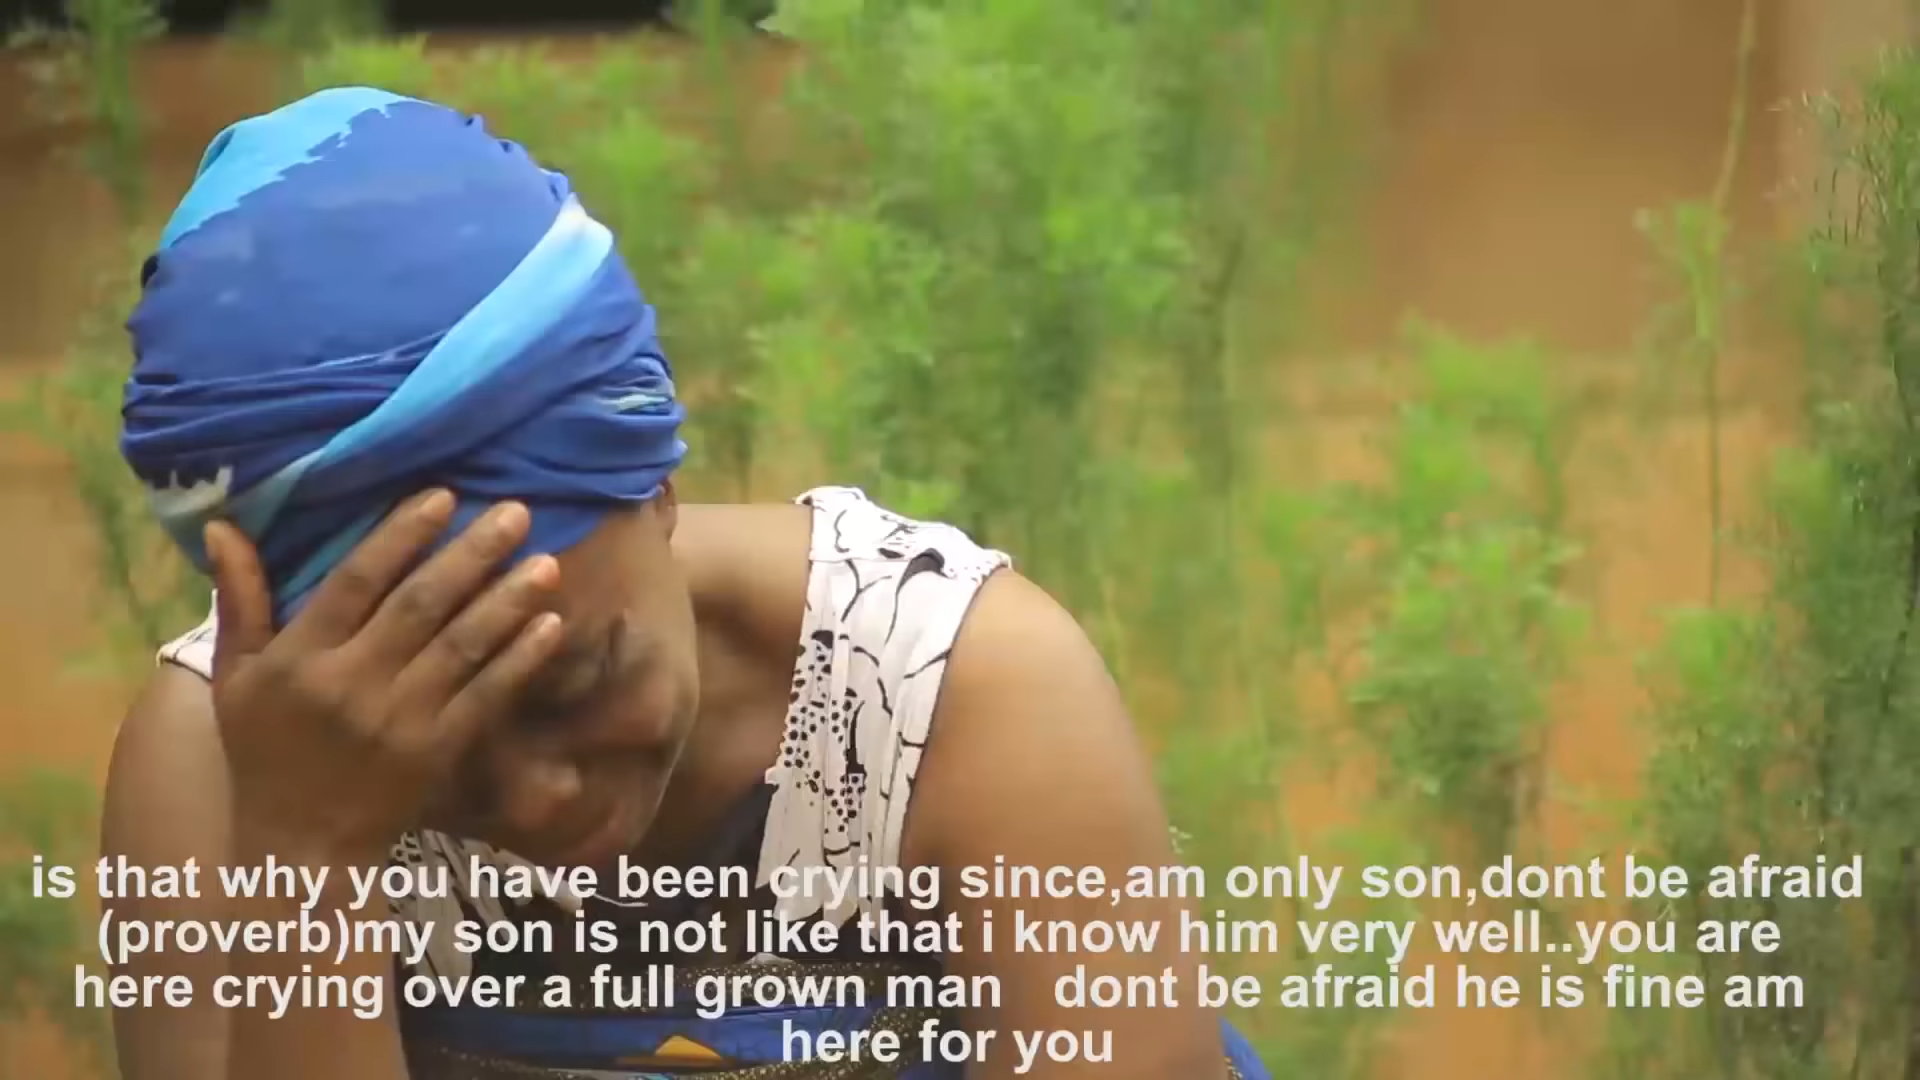 is that why you have been crying since,am only son,dont be afraid
(proverb)my son is not like that i know him very well..you are
here crying over a full grown man dont be afraid he is fine am
here for you